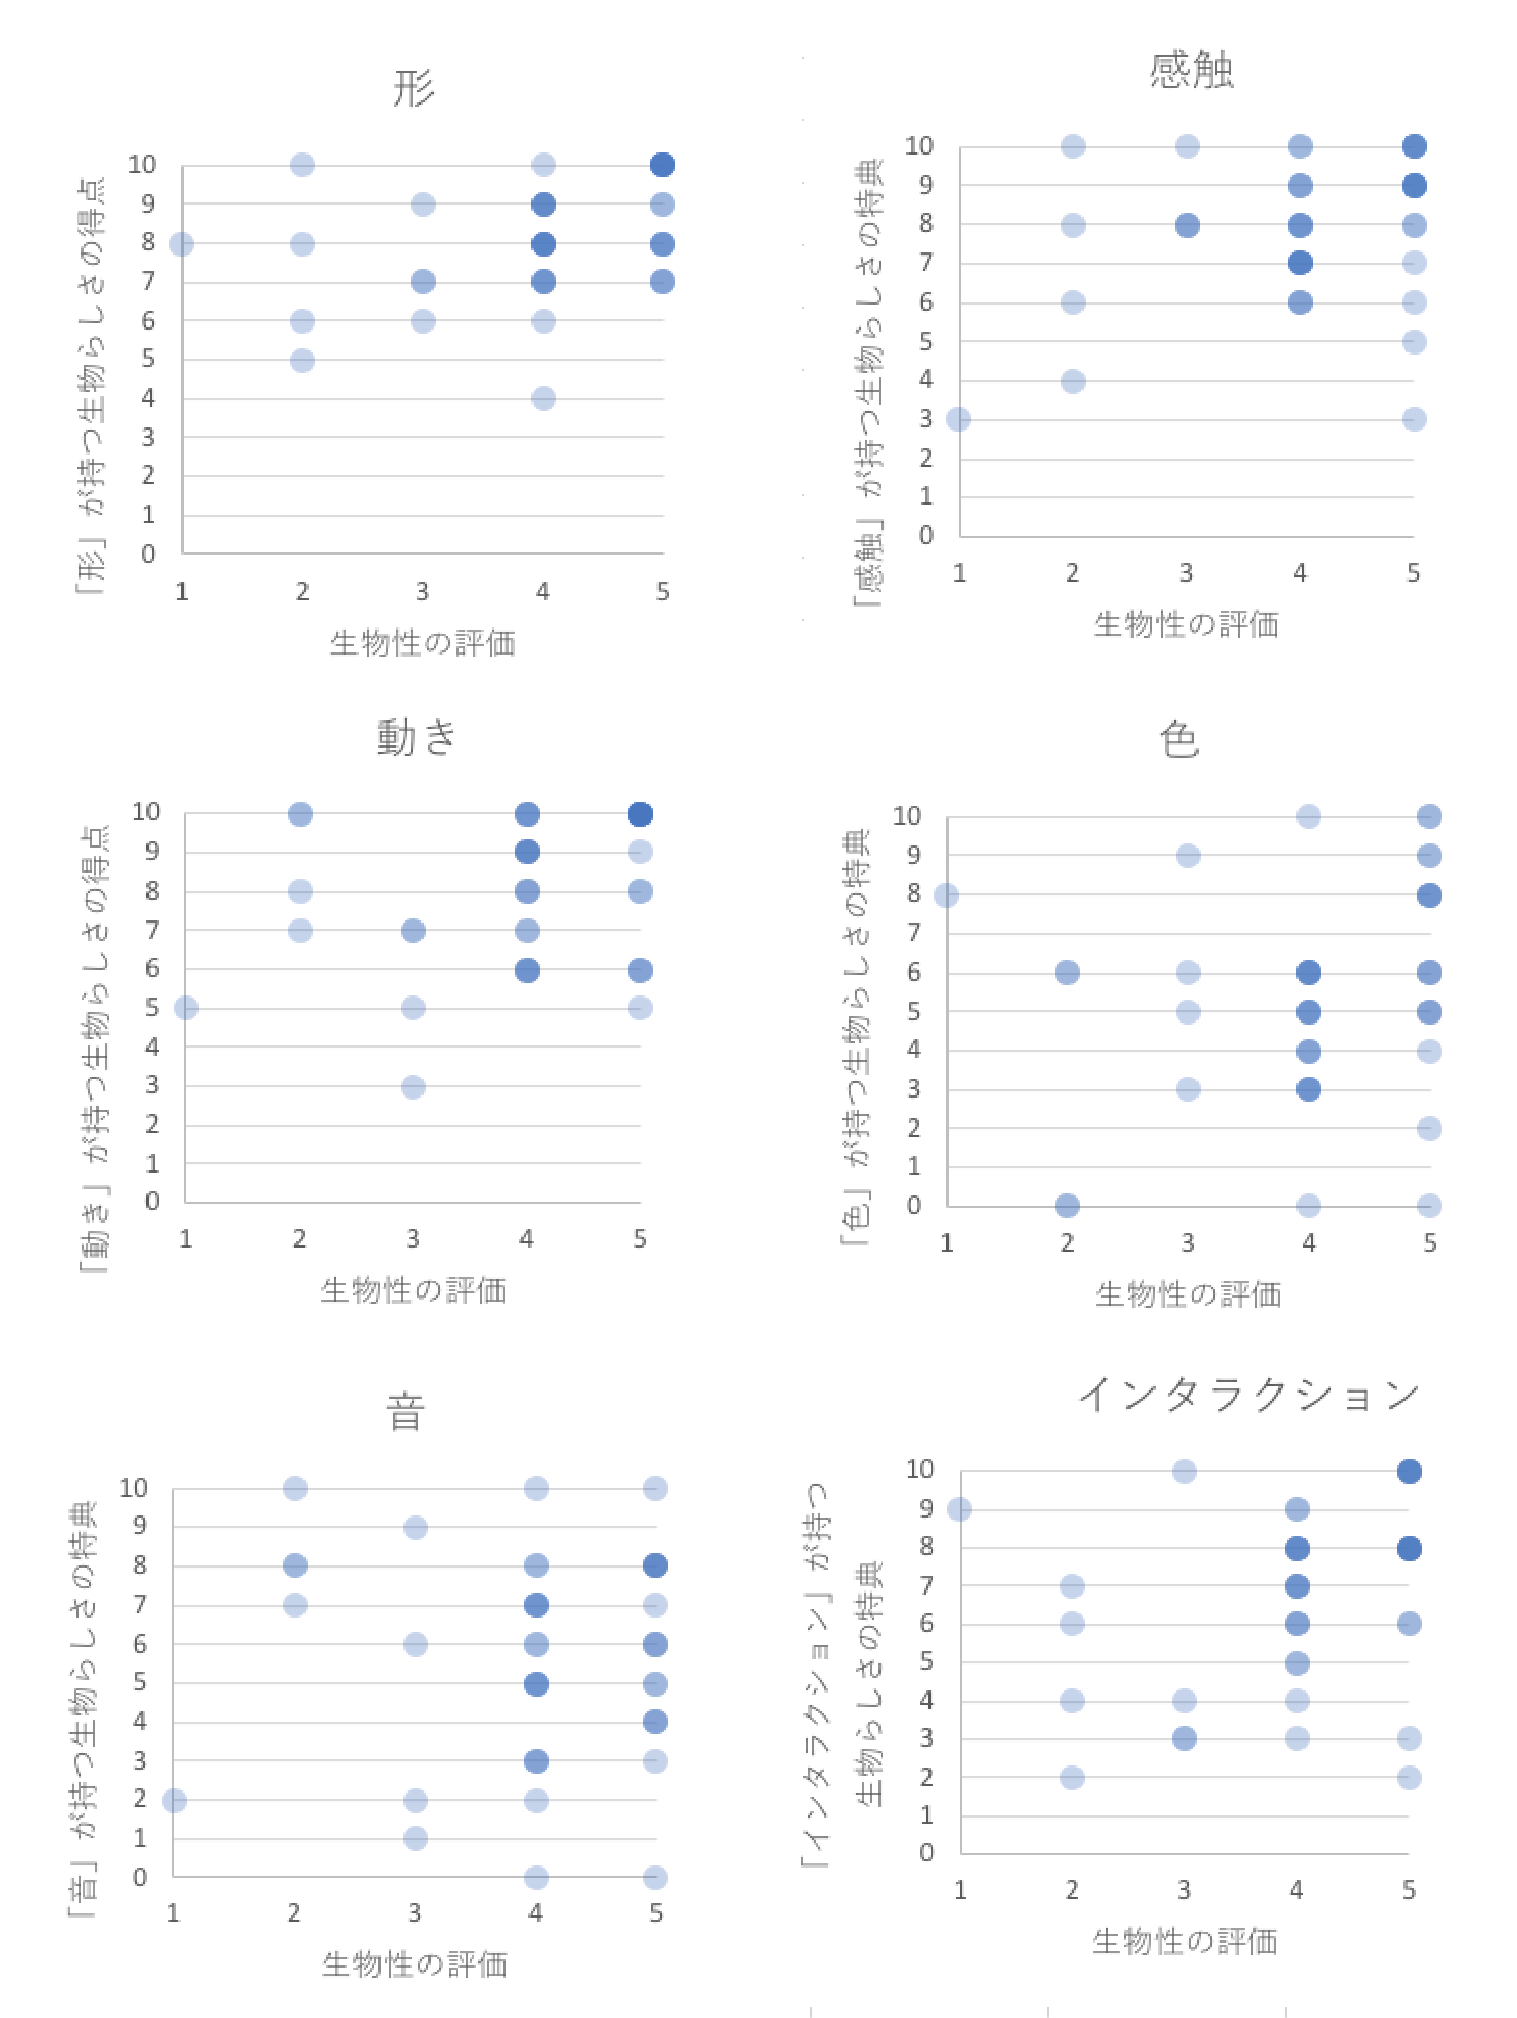 形
「形」が持つ生物らしさの得点
10
9
8
7
6
5
4
3
2
1
0
1 2 3 4 5
生物性の評価
感触
「感触」が持つ生物らしさの特典
10
9
8
7
6
5
4
3
2
1
0
1 2 3 4 5
生物性の評価
動き
「動き」が持つ生物らしさの得点
10
9
8
7
6
5
4
3
2
1
0
1 2 3 4 5
生物性の評価
色
「色」が持つ生物らしさの特典
10
9
8
7
6
5
4
3
2
1
0
1 2 3 4 5
生物性の評価
音
「音」が持つ生物らしさの特典
10
9
8
7
6
5
4
3
2
1
0
1 2 3 4 5
生物性の評価
インタラクション
「インタラクション」が持つ
生物らしさの特典
10
9
8
7
6
5
4
3
2
1
0
1 2 3 4 5
生物性の評価